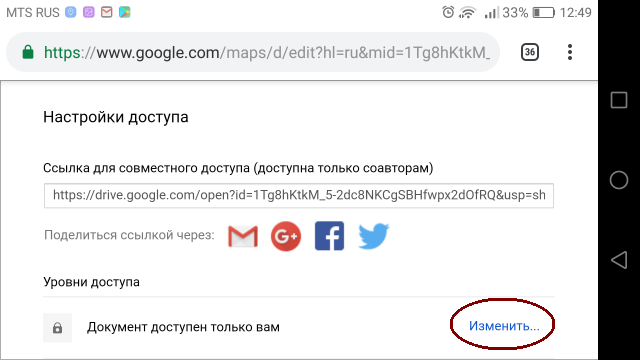 MTS RUS 33% 12:49
https://www.google.com/maps/d/edit?hl=ru&mid=1Tg8hKtkM_ 36
Настройки доступа
Ссылка для совместного доступа (доступна только соавторам)
https://drive.google.com/open?id=1Tg8hKtkM_5-2dc8NKCgSBHfwpx2dOfRQ&usp=sh
Поделиться ссылкой через:
Уровни доступа
Документ доступен только вам Изменить...